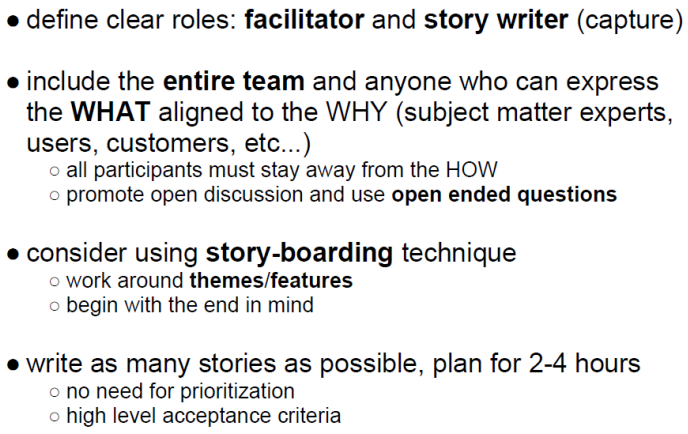 ● define clear roles: facilitator and story writer (capture)
● include the entire team and anyone who can express
the WHAT aligned to the WHY (subject matter experts,
users, customers, etc...)
○ all participants must stay away from the HOW
○ promote open discussion and use open ended questions
● consider using story-boarding technique
○ work around themes/features
○ begin with the end in mind
● write as many stories as possible, plan for 2-4 hours
○ no need for prioritization
○ high level acceptance criteria